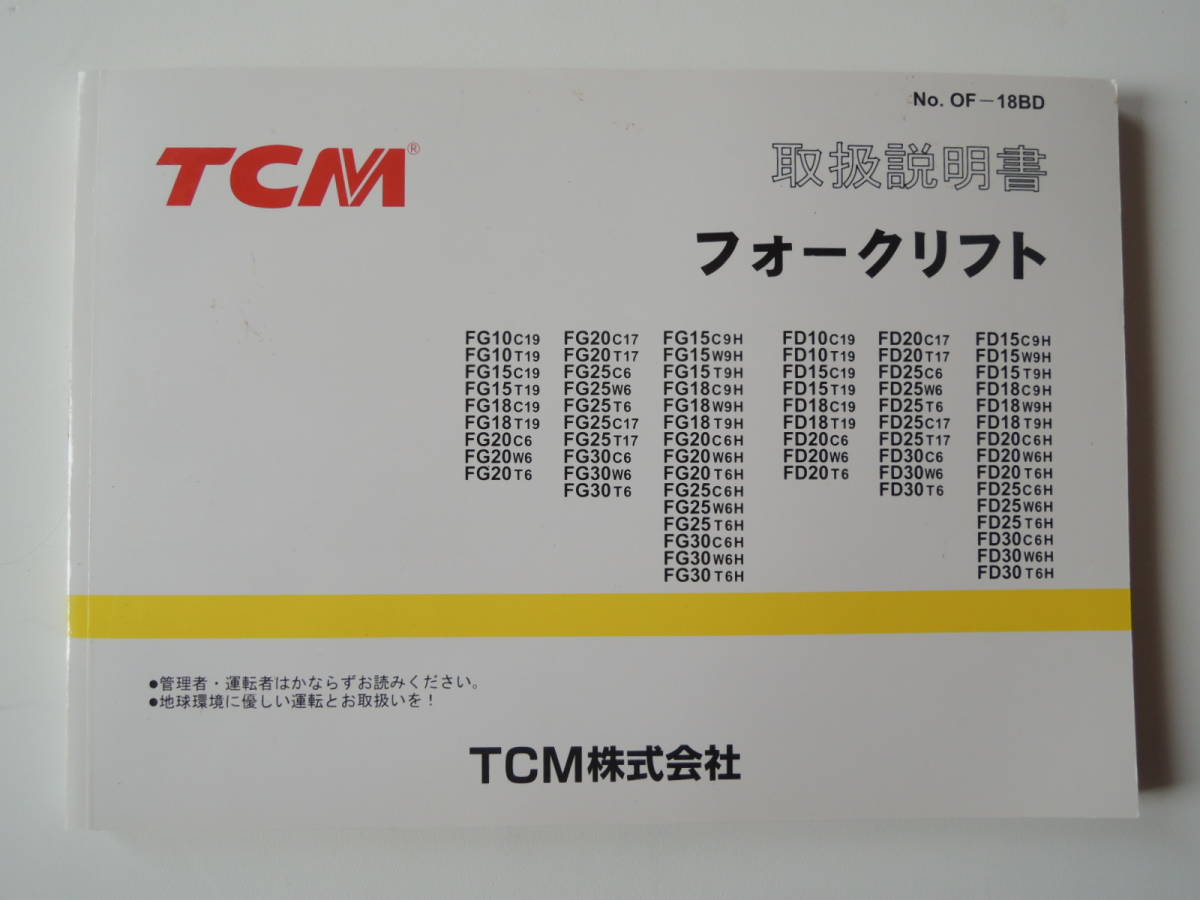 No. OF－18BD
TCM®
取扱説明書
フォークリフト
FG10C19 FG20C17 FG15C9H FD10C19 FD20C17 FD15C9H
FG10T19 FG20T17 FG15W9H FD10T19 FD20T17 FD15W9H
FG15C19 FG25C6 FG15T9H FD15C19 FD25C6 FD15T9H
FG15T19 FG25W6 FG18C9H FD15T19 FD25W6 FD18C9H
FG18C19 FG25T6 FG18W9H FD18C19 FD25T6 FD18W9H
FG18T19 FG25C17 FG18T9H FD18T19 FD25C17 FD18T9H
FG20C6 FG25T17 FG20C6H FD20C6 FD25T17 FD20C6H
FG20W6 FG30C6 FG20W6H FD20W6 FD30C6 FD20W6H
FG20T6 FG30W6 FG20T6H FD20T6 FD30W6 FD20T6H
FG30T6 FG25C6H FD30T6 FD25C6H
FG25W6H FD25W6H
FG25T6H FD25T6H
FG30C6H FD30C6H
FG30W6H FD30W6H
FG30T6H FD30T6H
●管理者・運転者はかならずお読みください。
●地球環境に優しい運転とお取扱いを！
TCM株式会社